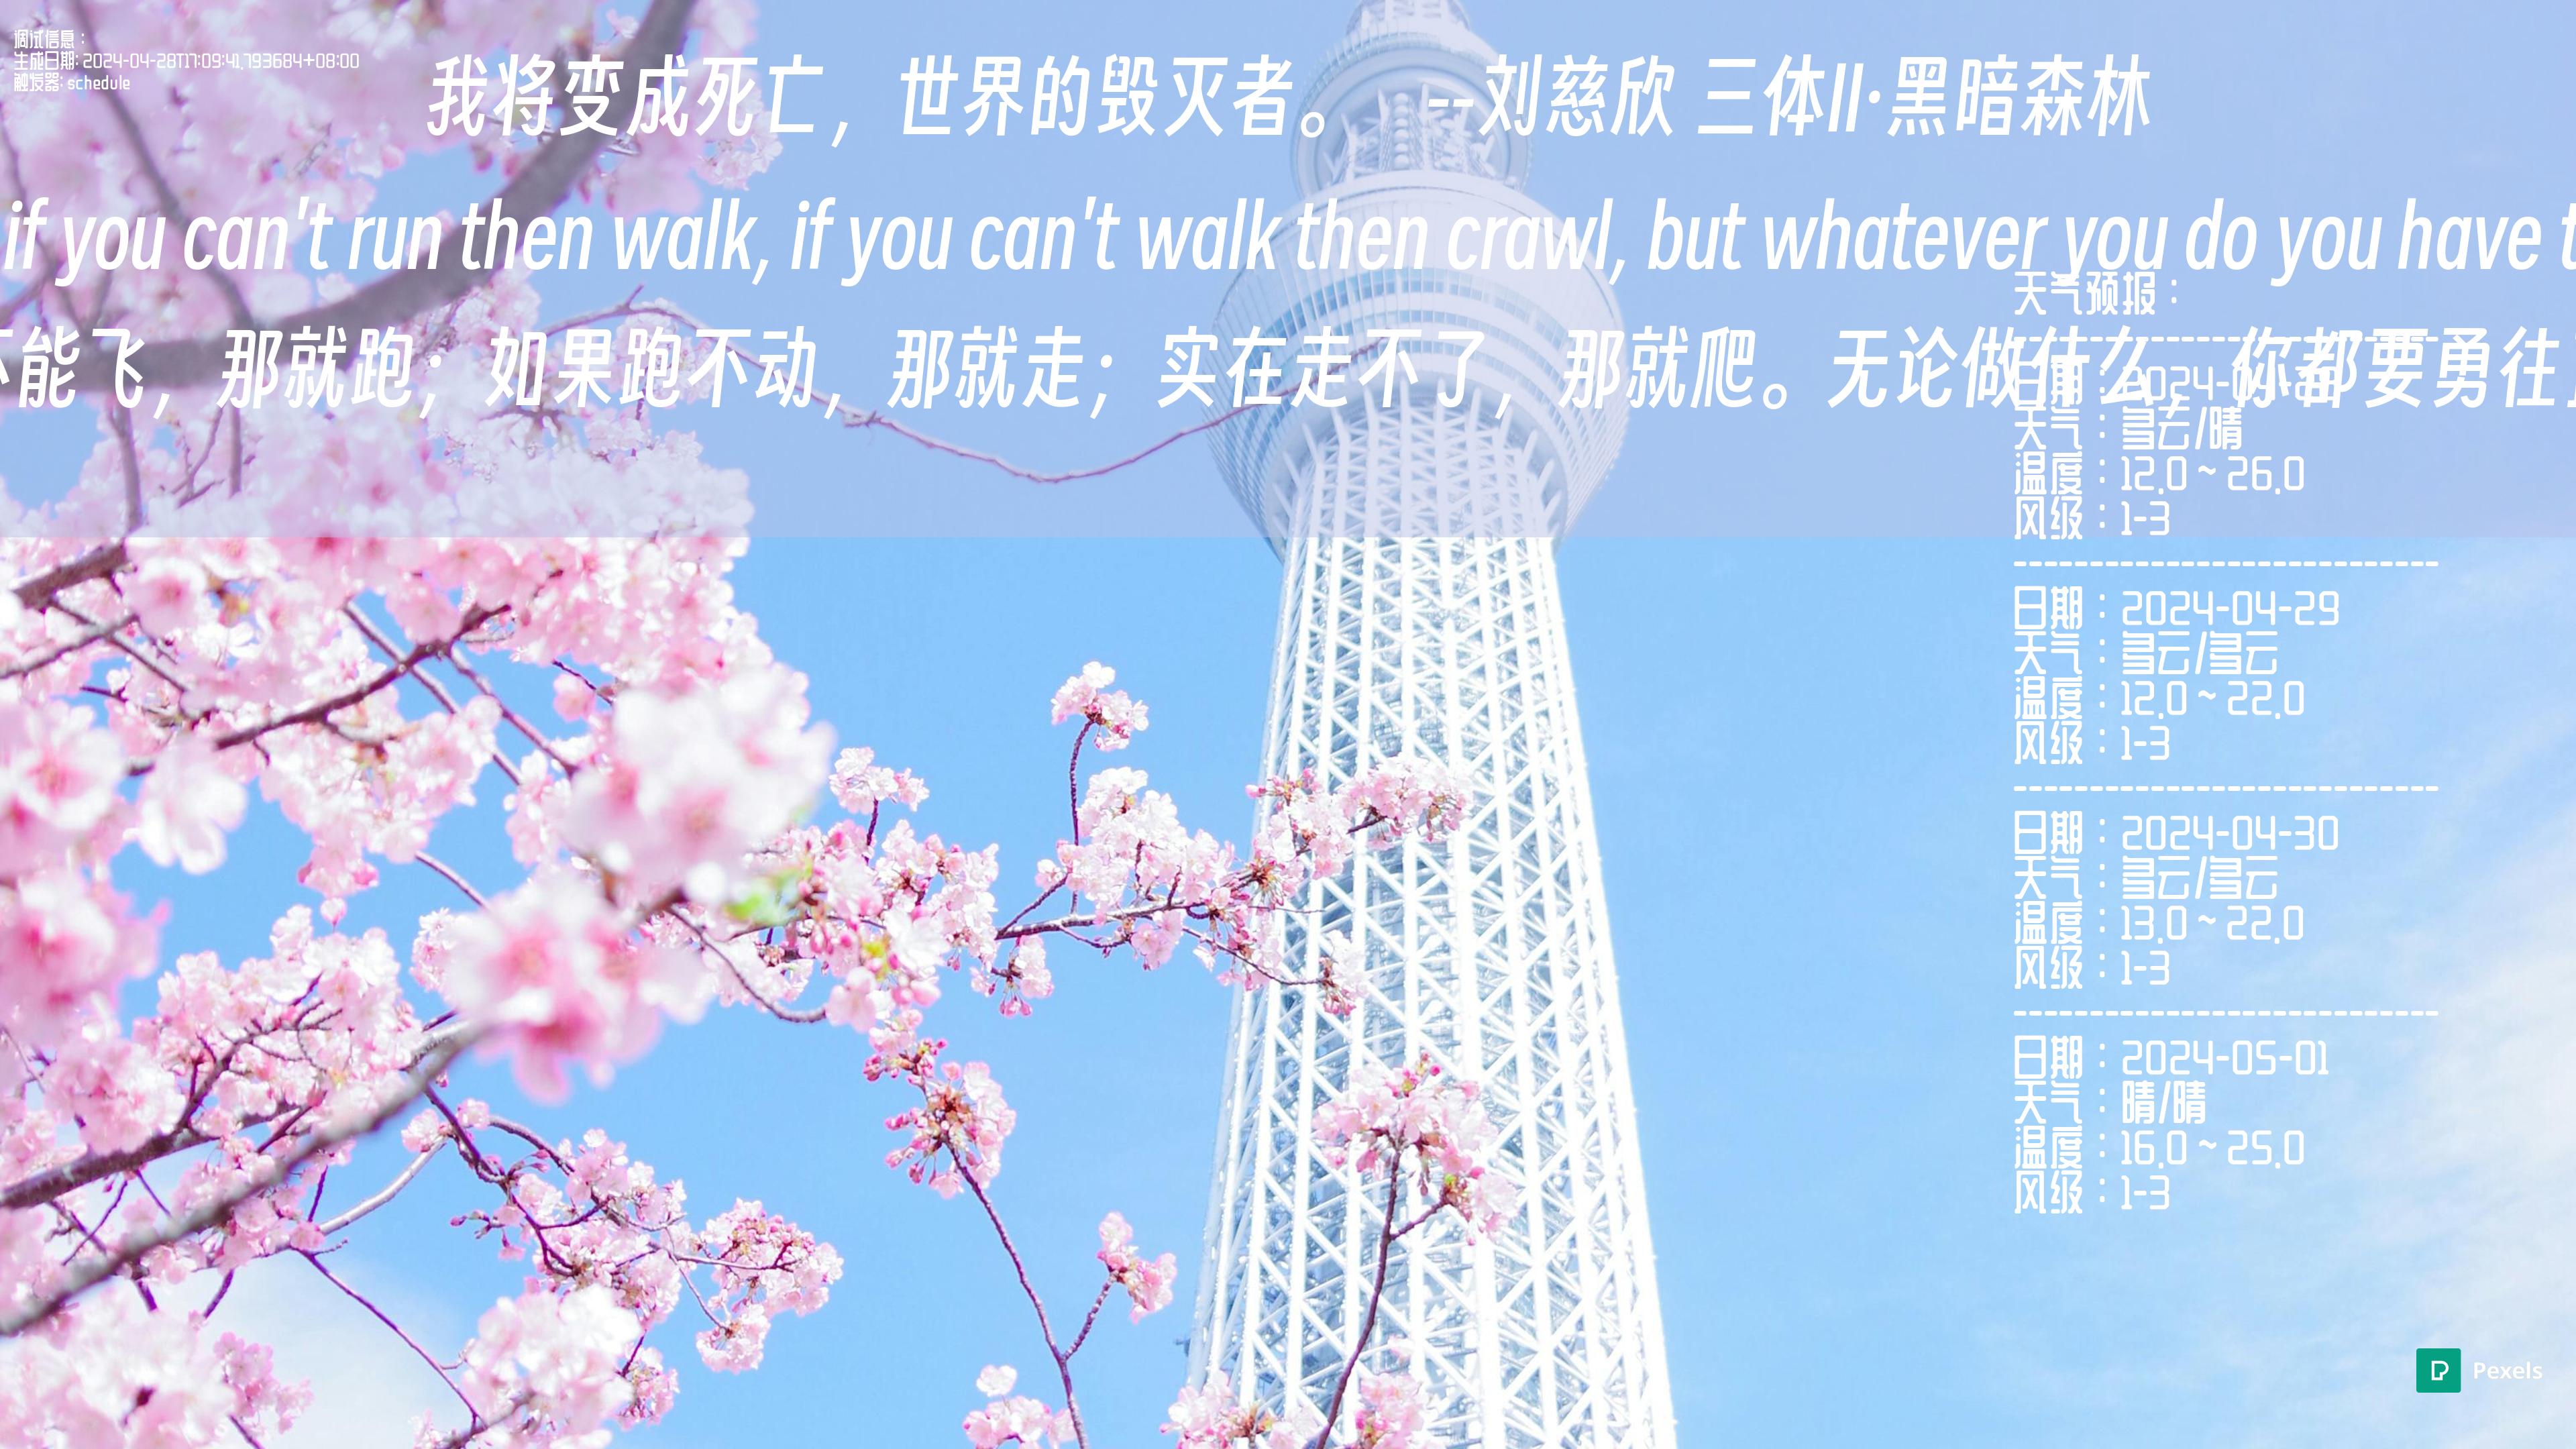 调试信息：
生成日期: 2024-04-28T17:09:41.793684+08:00
触发器: schedule
我将变成死亡，世界的毁灭者。 --刘慈欣 三体II·黑暗森林
if you can't run then walk, if you can't walk then crawl, but whatever you do you have
不能飞，那就跑；如果跑不动，那就走；实在走不了，那就爬。无论做什么，你都要勇往
天气预报：
----------------------------
日期：2024-04-28
天气：多云/晴
温度：12.0 ~ 26.0
风级：1-3
----------------------------
日期：2024-04-29
天气：多云/多云
温度：12.0 ~ 22.0
风级：1-3
----------------------------
日期：2024-04-30
天气：多云/多云
温度：13.0 ~ 22.0
风级：1-3
----------------------------
日期：2024-05-01
天气：晴/晴
温度：16.0 ~ 25.0
风级：1-3
Pexels